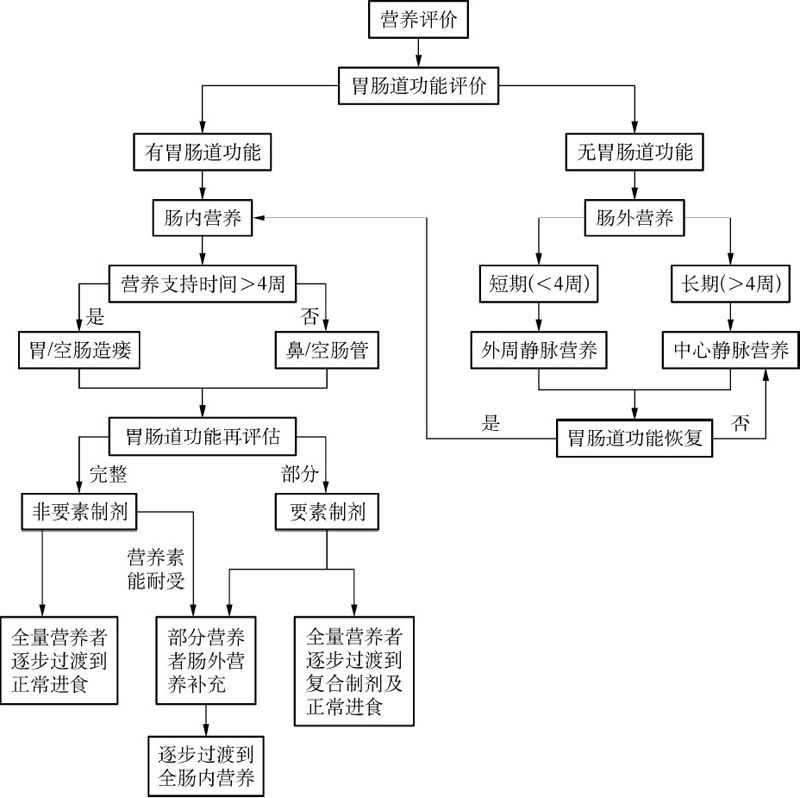 营养评价
胃肠道功能评价
有胃肠道功能
无胃肠道功能
肠内营养
肠外营养
营养支持时间>4周
短期(<4周)
长期(>4周)
是
否
胃/空肠造瘘
鼻/空肠管
外周静脉营养
中心静脉营养
胃肠道功能再评估
是
胃肠道功能恢复
否
完整
部分
非要素制剂
要素制剂
营养素
能耐受
全量营养者
逐步过渡到
正常进食
部分营养
者肠外营
养补充
全量营养者
逐步过渡到
复合制剂及
正常进食
逐步过渡到
全肠内营养